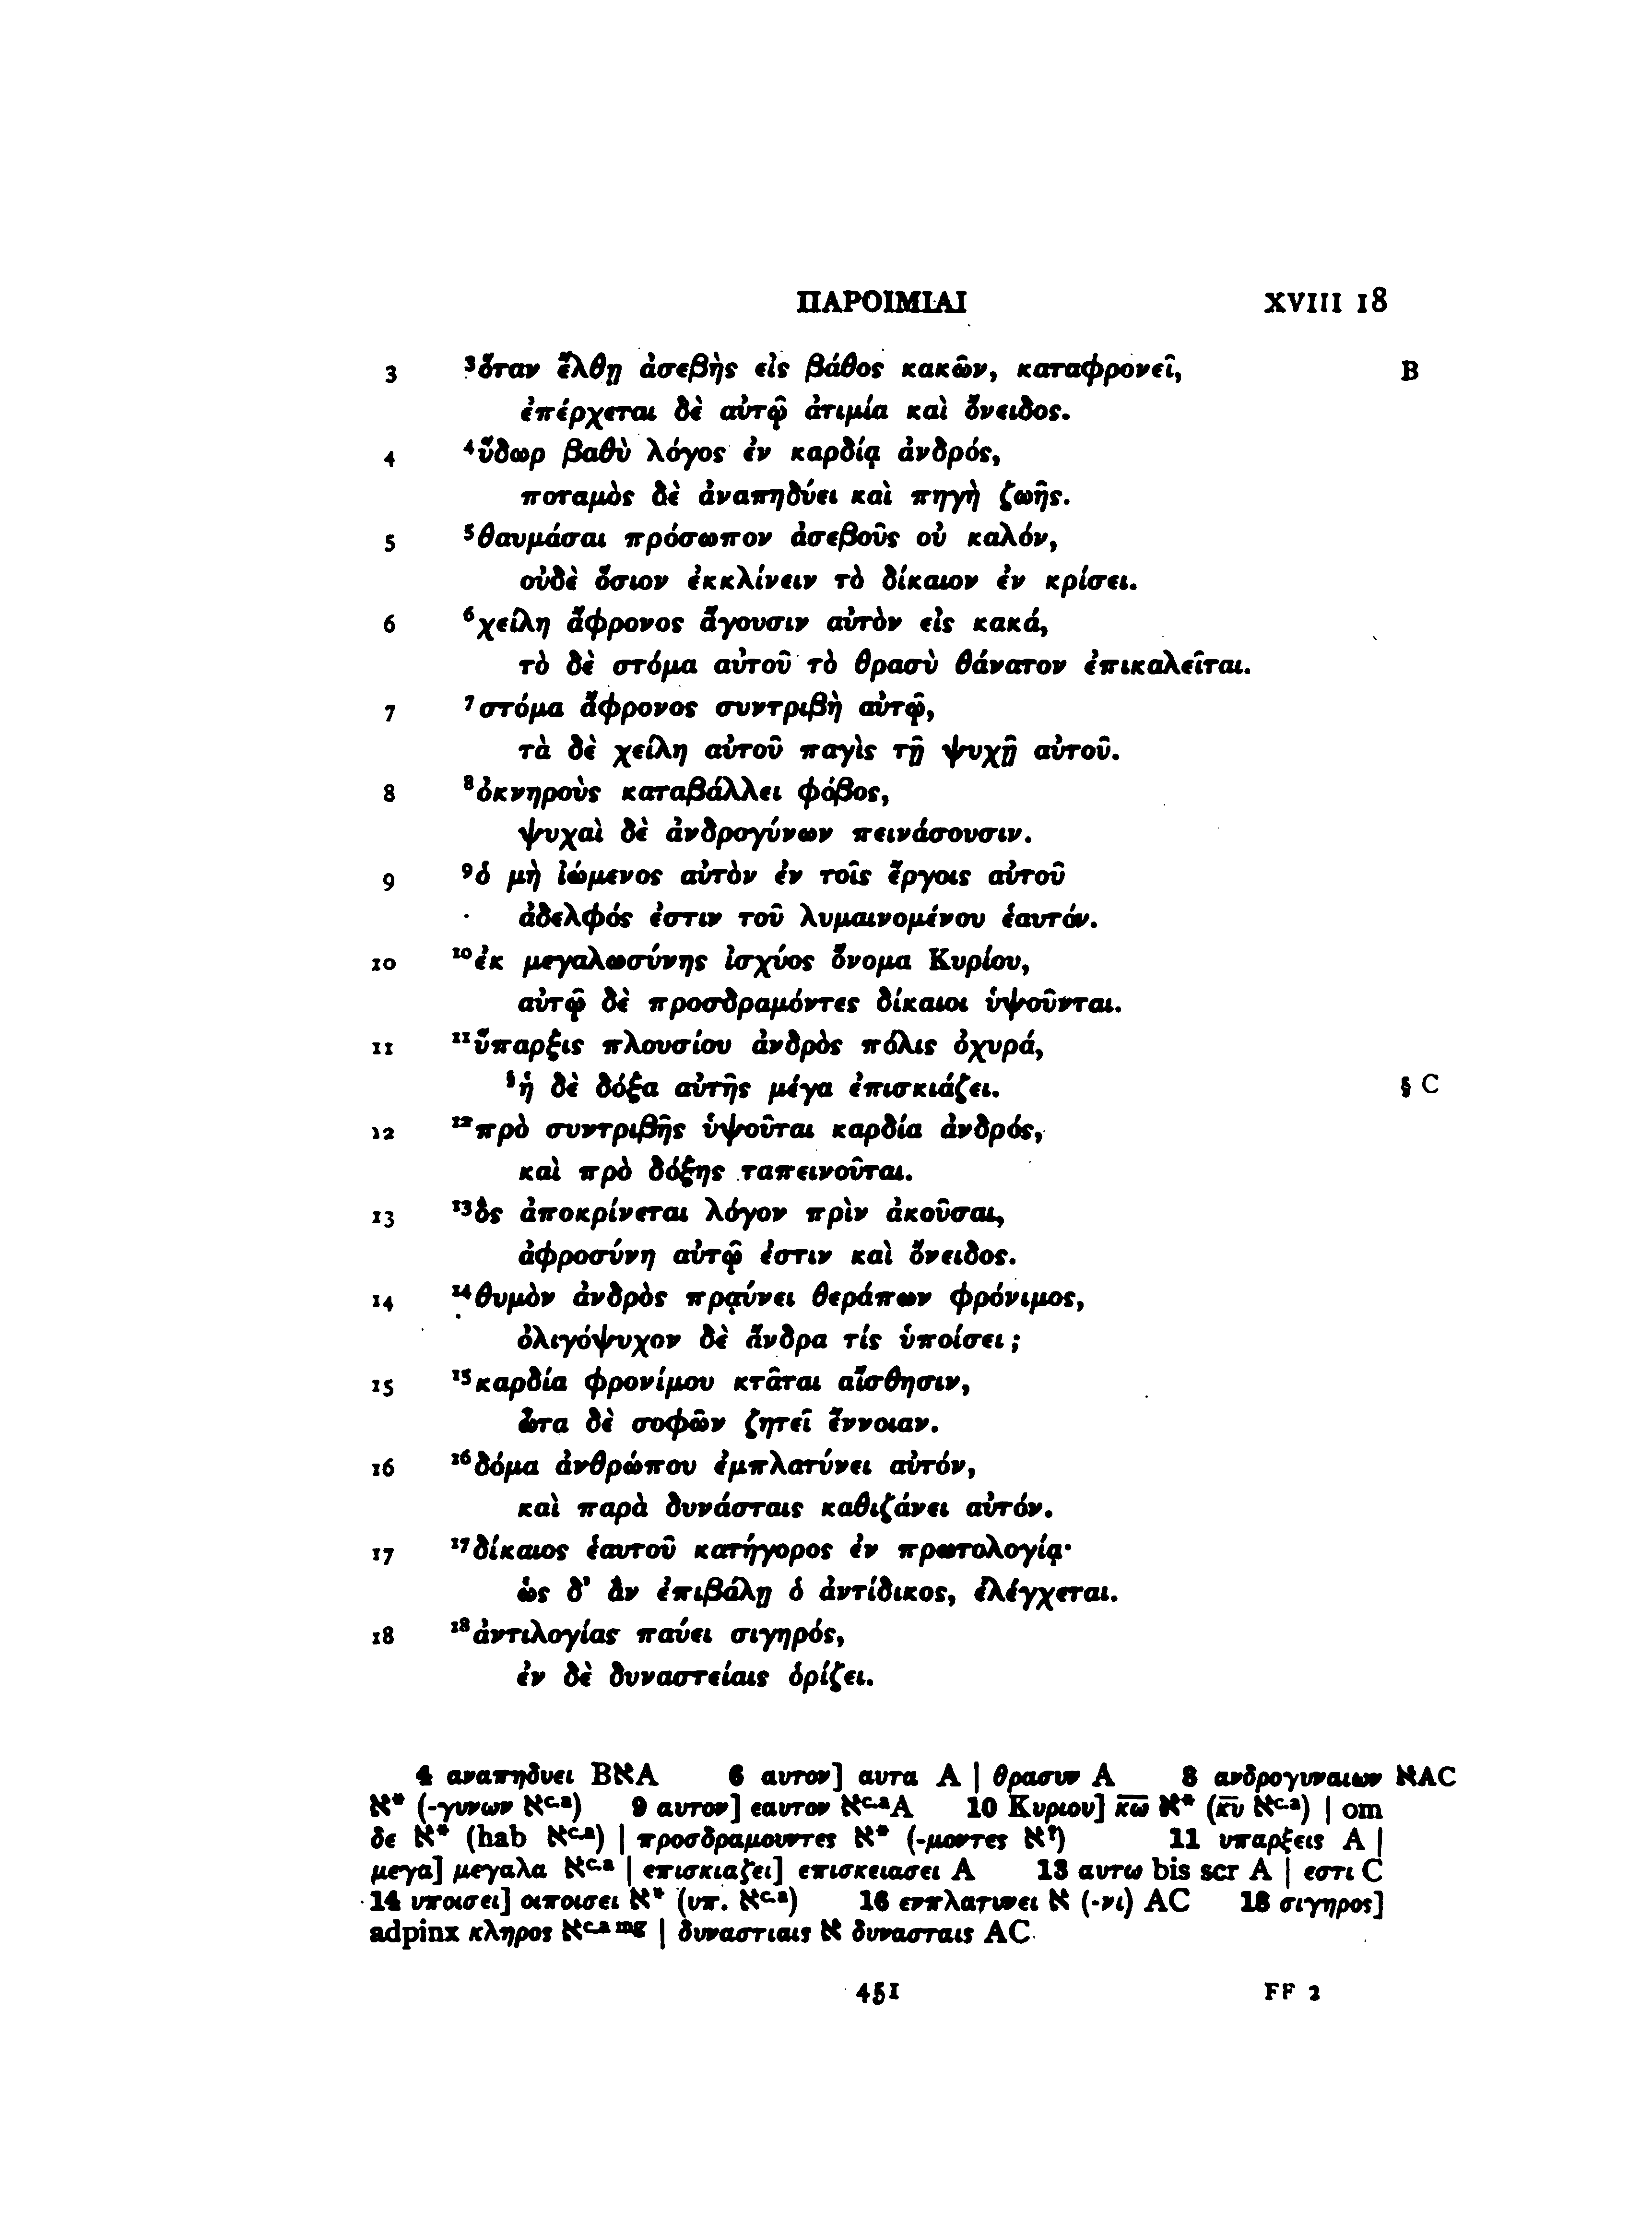 ΠΑΡΟΙΜΙΑΙ XVIII 18
3 ³ὅταν ἔλθῃ ἀσεβὴς εἰς βάθος κακῶν, καταφρονεῖ, B
ἐπέρχεται δὲ αὐτῷ ἀτιμία καὶ ὄνειδος.
4 ⁴ὕδωρ βαθὺ λόγος ἐν καρδίᾳ ἀνδρός,
ποταμὸς δὲ ἀναπηδύει καὶ πηγὴ ζωῆς.
5 ⁵θαυμάσαι πρόσωπον ἀσεβοῦς οὐ καλόν,
οὐδὲ ὅσιον ἐκκλίνειν τὸ δίκαιον ἐν κρίσει.
6 ⁶χείλη ἄφρονος ἄγουσιν αὐτὸν εἰς κακά,
τὸ δὲ στόμα αὐτοῦ τὸ θρασὺ θάνατον ἐπικαλεῖται.
7 ⁷στόμα ἄφρονος συντριβὴ αὐτῷ,
τὰ δὲ χείλη αὐτοῦ παγὶς τῇ ψυχῇ αὐτοῦ.
8 ⁸ὀκνηροὺς καταβάλλει φόβος,
ψυχαὶ δὲ ἀνδρογύνων πεινάσουσιν.
9 ⁹ὁ μὴ ἰώμενος αὐτὸν ἐν τοῖς ἔργοις αὐτοῦ
ἀδελφός ἐστιν τοῦ λυμαινομένου ἑαυτόν.
10 ¹⁰ἐκ μεγαλωσύνης ἰσχύος ὄνομα Κυρίου,
αὐτῷ δὲ προσδραμόντες δίκαιοι ὑψοῦνται.
11 ¹¹ὕπαρξις πλουσίου ἀνδρὸς πόλις ὀχυρά,
§ἡ δὲ δόξα αὐτῆς μέγα ἐπισκιάζει. § C
12 ¹²πρὸ συντριβῆς ὑψοῦται καρδία ἀνδρός,
καὶ πρὸ δόξης ταπεινοῦται.
13 ¹³ὃς ἀποκρίνεται λόγον πρὶν ἀκοῦσαι,
ἀφροσύνη αὐτῷ ἐστιν καὶ ὄνειδος.
14 ¹⁴θυμὸν ἀνδρὸς πραΰνει θεράπων φρόνιμος,
ὀλιγόψυχον δὲ ἄνδρα τίς ὑποίσει;
15 ¹⁵καρδία φρονίμου κτᾶται αἴσθησιν,
ὦτα δὲ σοφῶν ζητεῖ ἔννοιαν.
16 ¹⁶δόμα ἀνθρώπου ἐμπλατύνει αὐτόν,
καὶ παρὰ δυνάσταις καθιζάνει αὐτόν.
17 ¹⁷δίκαιος ἑαυτοῦ κατήγορος ἐν πρωτολογίᾳ·
ὡς δ’ ἂν ἐπιβάλῃ ὁ ἀντίδικος, ἐλέγχεται.
18 ¹⁸ἀντιλογίας παύει σιγηρός,
ἐν δὲ δυναστείαις ὁρίζει.
4 αναπηδυει BℵA 6 αυτον] αυτα A | θρασυν A 8 ανδρογυναιων ℵAC
ℵ* (-γυνων ℵᶜ·ᵃ) 9 αυτον] εαυτον ℵᶜ·ᵃA 10 Κυριου] κ̅ω̅ ℵ* (κ̅υ̅ ℵᶜ·ᵃ) | om
δε ℵ* (hab ℵᶜ·ᵃ) | προσδραμουντες ℵ* (-μοντες ℵ?) 11 υπαρξεις A |
μεγα] μεγαλα ℵᶜ·ᵃ | επισκιαζει] επισκειασει A 13 αυτω bis scr A | εστι C
14 υποισει] οιποισει ℵ* (υπ. ℵᶜ·ᵃ) 16 ενπλατυνει ℵ (-νι) AC 18 σιγηρος]
adpinx κληρος ℵᶜ·ᵃ ᵐᵍ | δυναστιαις ℵ δυνασταις AC
451 FF 2